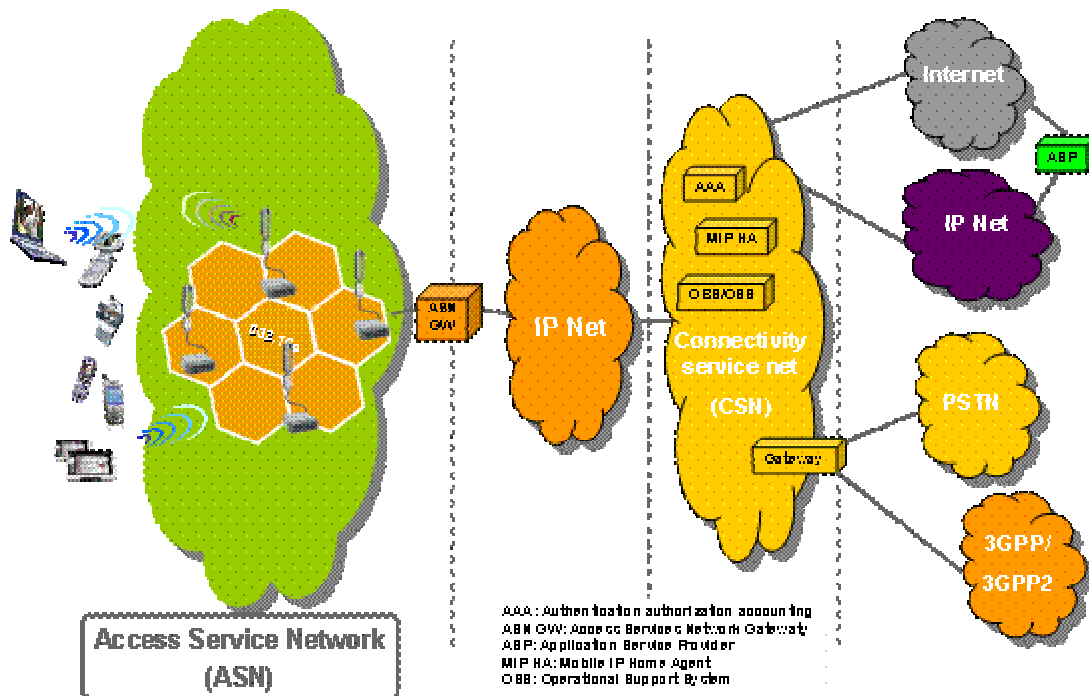 Internet
ASP
AAA
IP Net
MIP HA
OSS/OSS
ASN
GW
IP Net
Connectivity
service net
(CSN)
PSTN
Gateway
3GPP/
3GPP2
AAA: Authentication authorization accounting
ASN GW: Access Services Network Gateway
ASP: Application Service Provider
MIP HA: Mobile IP Home Agent
OSS: Operational Support System
Access Service Network
(ASN)